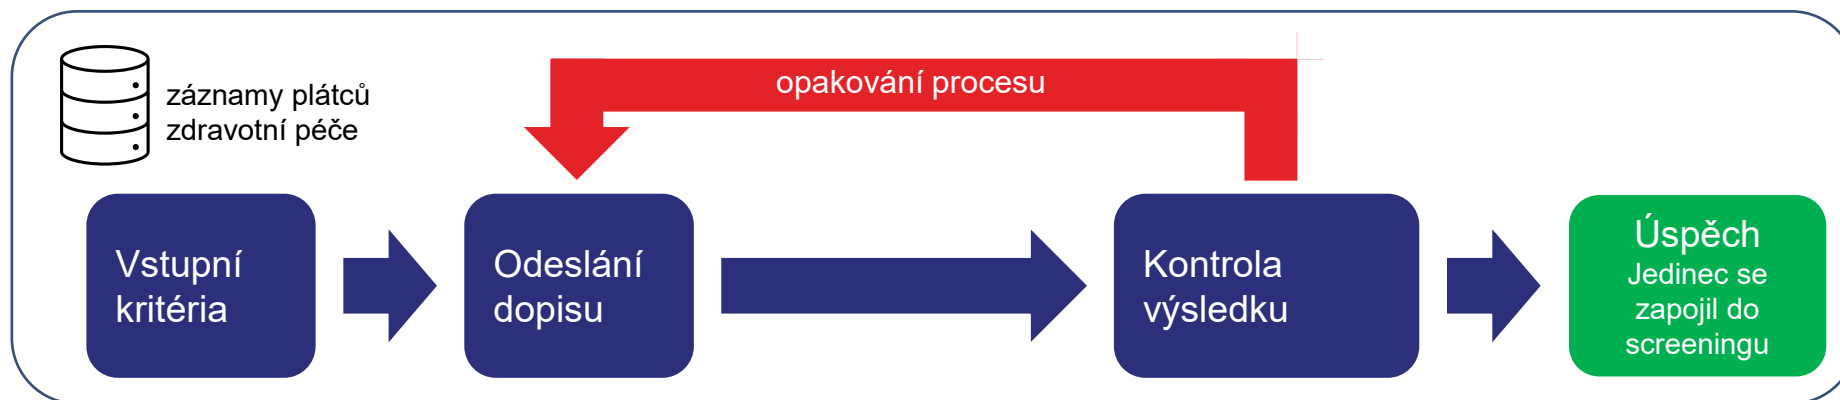 záznamy plátců
zdravotní péče
opakování procesu
Vstupní
kritéria
Odeslání
dopisu
Kontrola
výsledku
Úspěch
Jedinec se
zapojil do
screeningu